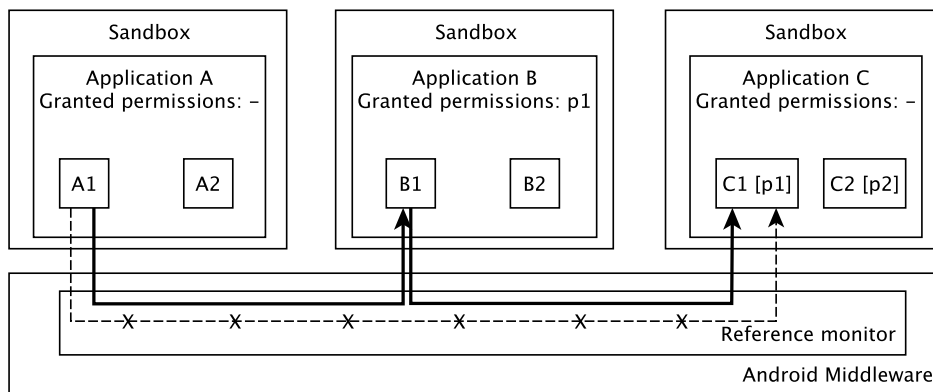 Sandbox
Sandbox
Sandbox
Application A
Granted permissions: –
Application B
Granted permissions: p1
Application C
Granted permissions: –
A1
A2
B1
B2
C1 [p1]
C2 [p2]
X X X X X X
Reference monitor
Android Middleware